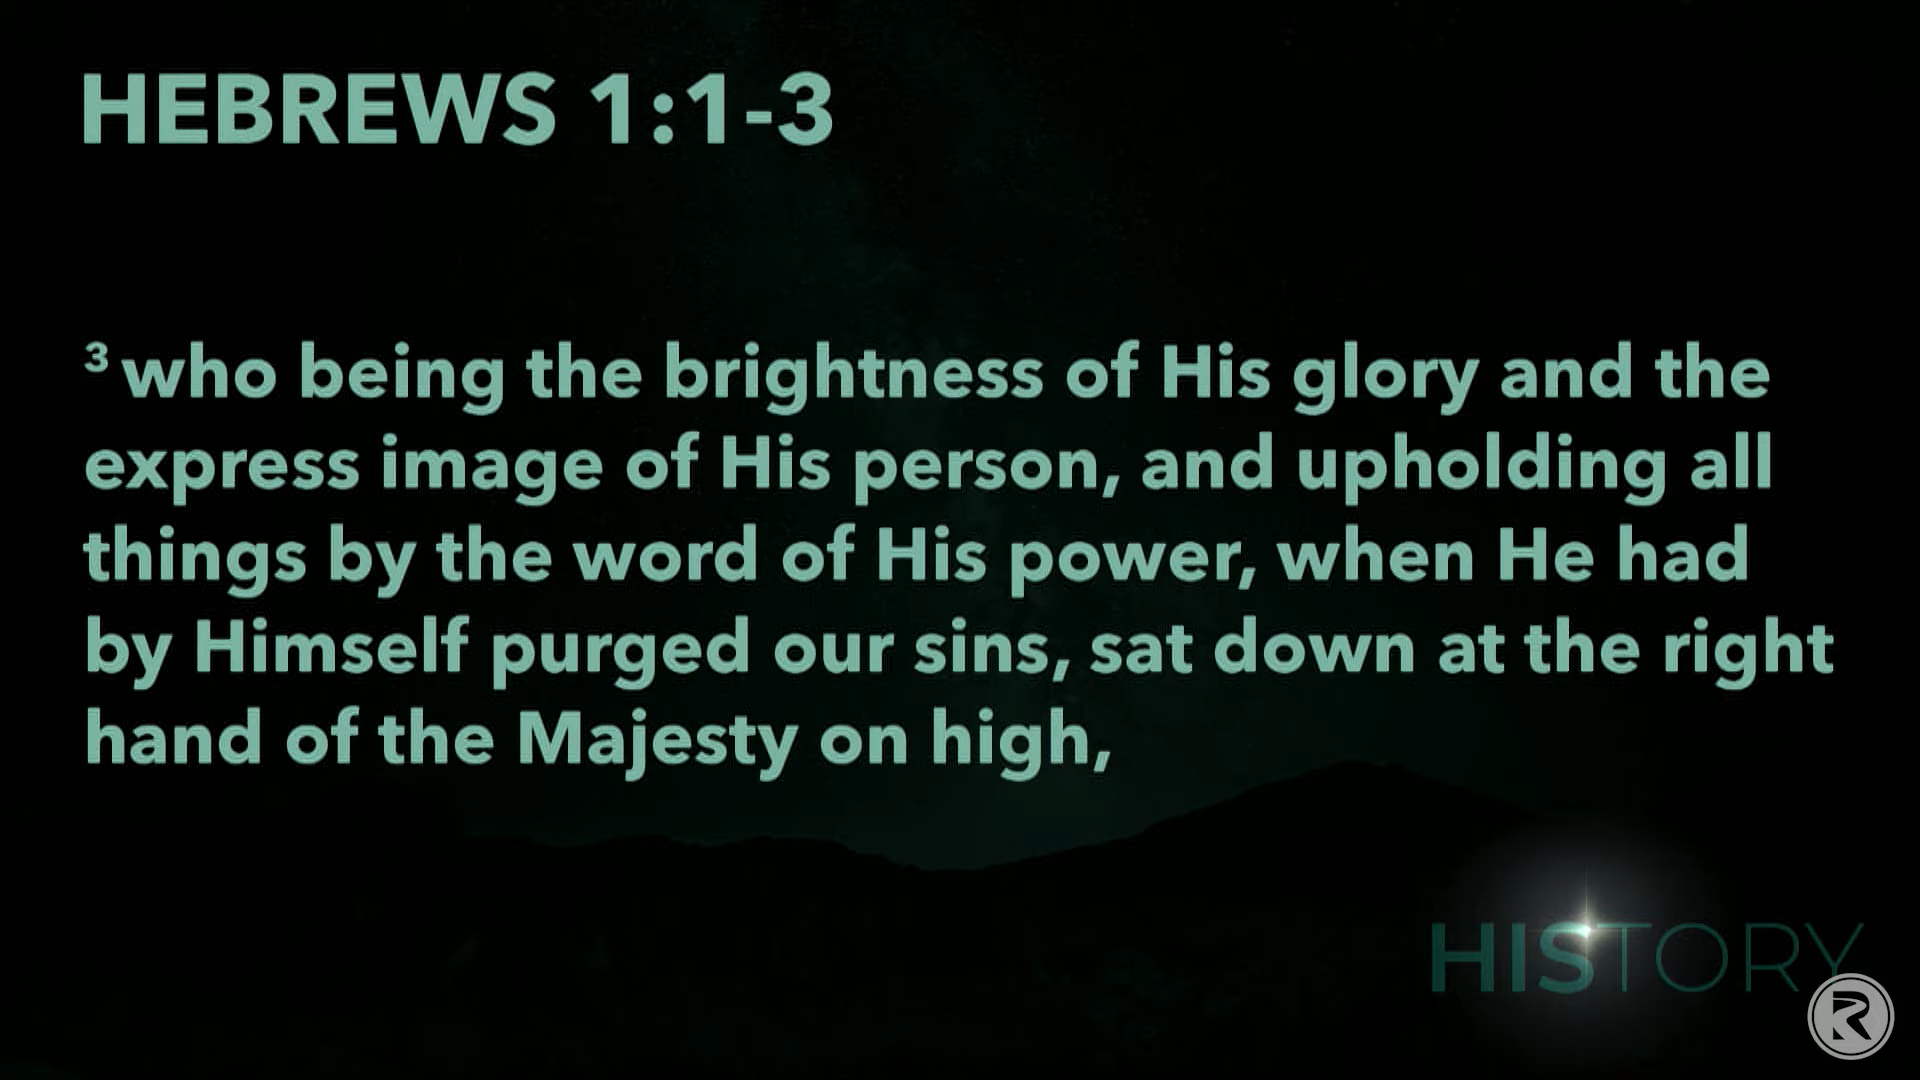 HEBREWS 1:1-3
³ who being the brightness of His glory and the
express image of His person, and upholding all
things by the word of His power, when He had
by Himself purged our sins, sat down at the right
hand of the Majesty on high,
HISTORY
R